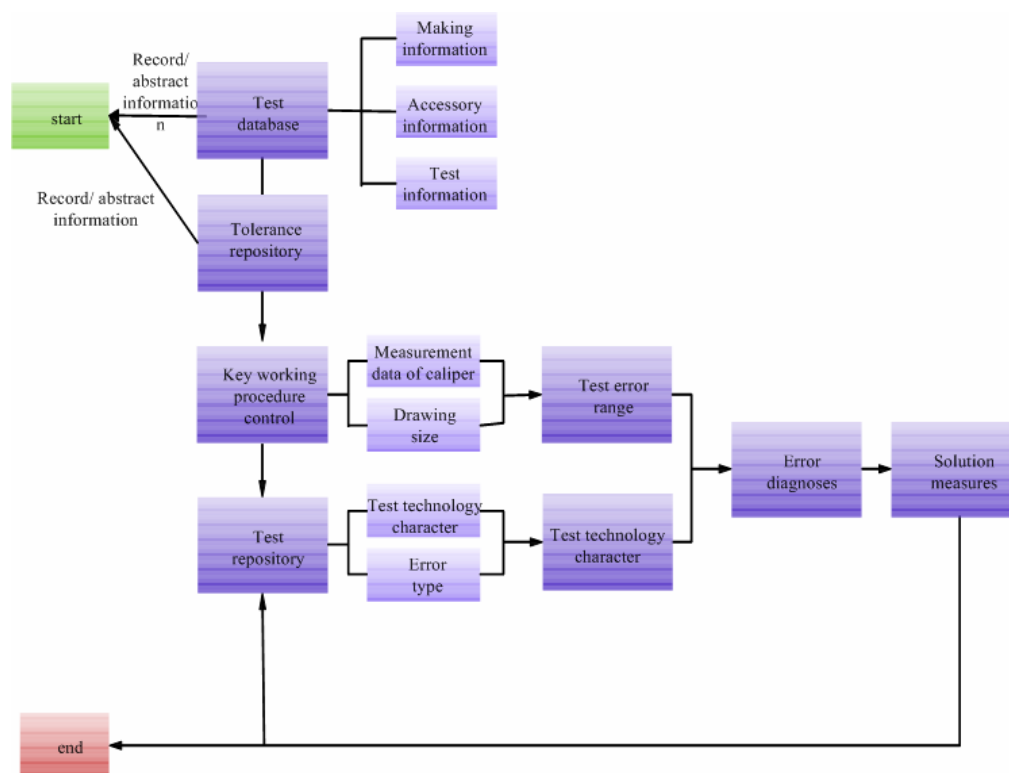 Making
information
Record/
abstract
informatio
n
start
Test
database
Accessory
information
Test
information
Record/ abstract
information
Tolerance
repository
Key working
procedure
control
Measurement
data of caliper
Drawing
size
Test error
range
Error
diagnoses
Solution
measures
Test
repository
Test technology
character
Error
type
Test technology
character
end